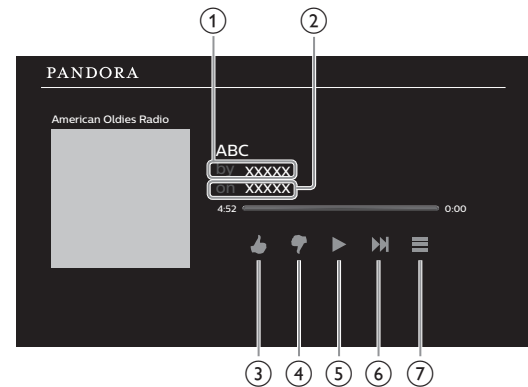 1 2
PANDORA
American Oldies Radio
ABC
by xxxxx
on xxxxx
4:52 0:00
3 4 5 6 7